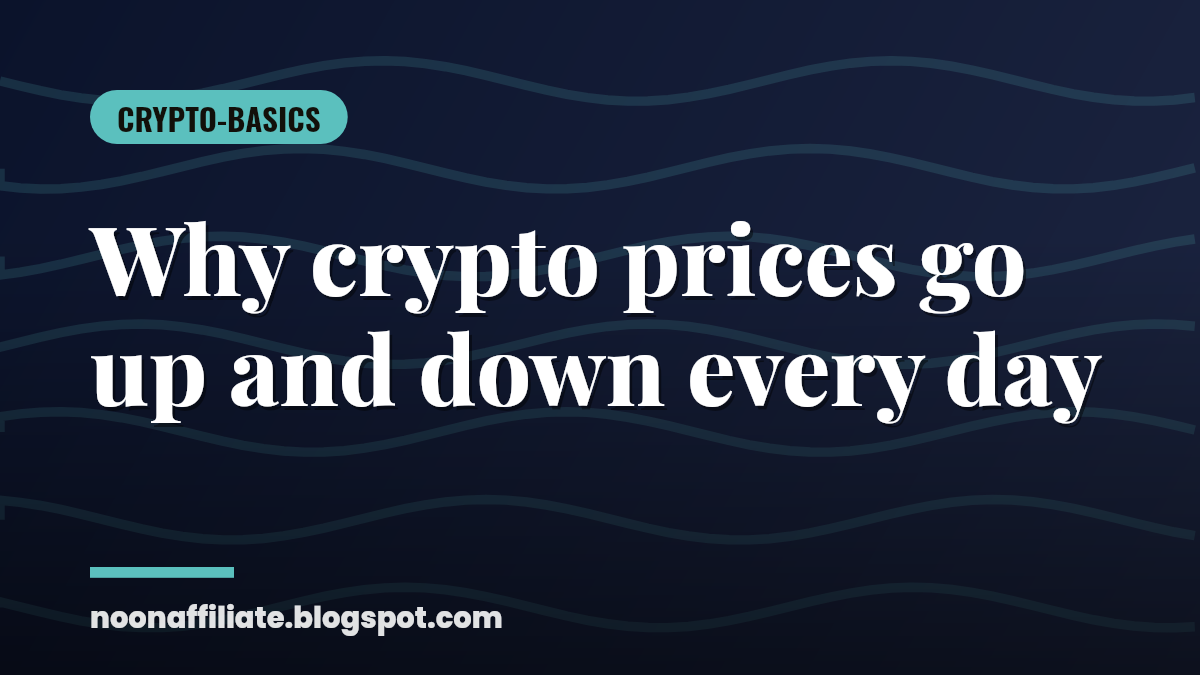 CRYPTO-BASICS
Why crypto prices go
up and down every day
noonaffiliate.blogspot.com